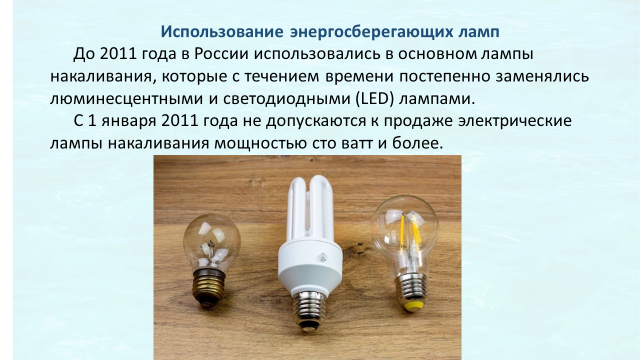 Использование энергосберегающих ламп
До 2011 года в России использовались в основном лампы
накаливания, которые с течением времени постепенно заменялись
люминесцентными и светодиодными (LED) лампами.
С 1 января 2011 года не допускаются к продаже электрические
лампы накаливания мощностью сто ватт и более.